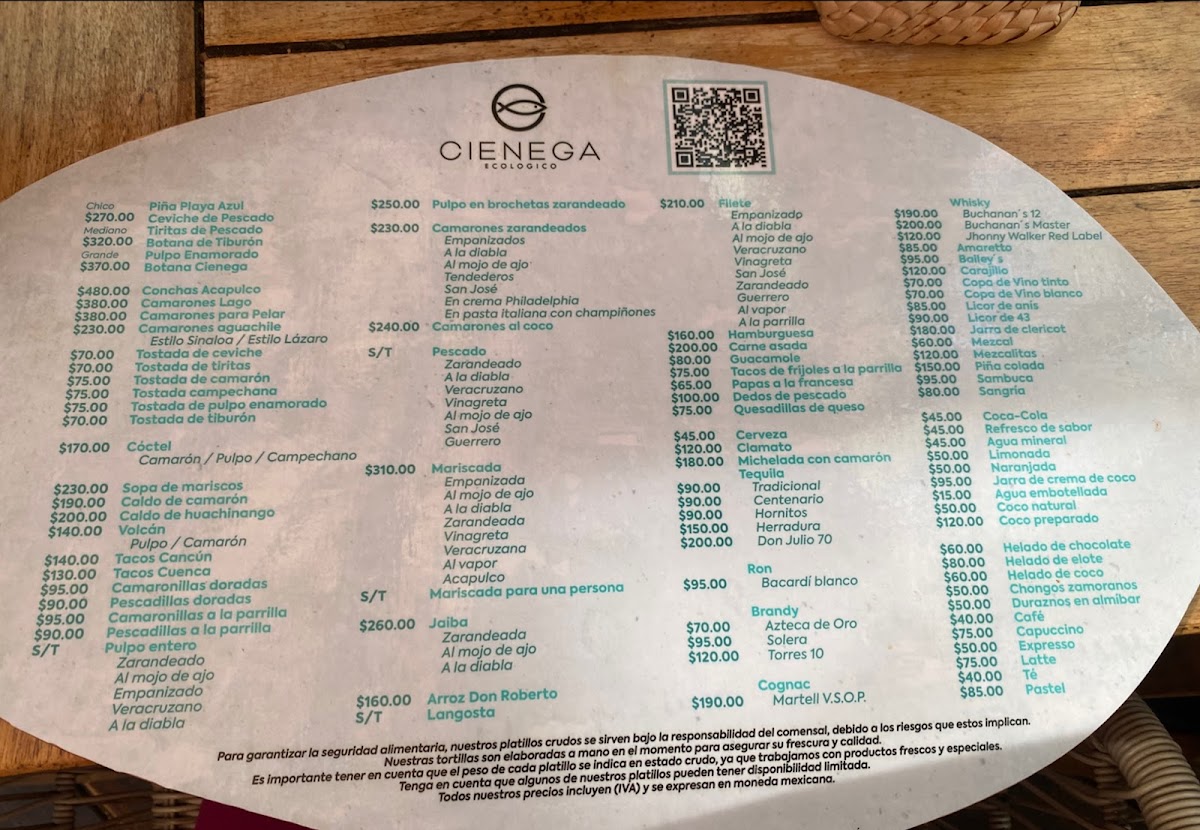 CIENEGA
ECOLOGICO
Chico Piña Playa Azul
$270.00 Ceviche de Pescado
Mediano Tiritas de Pescado
$320.00 Botana de Tiburón
Grande Pulpo Enamorado
$370.00 Botana Cienega
$480.00 Conchas Acapulco
$380.00 Camarones Lago
$380.00 Camarones para Pelar
$230.00 Camarones aguachile
Estilo Sinaloa / Estilo Lázaro
$70.00 Tostada de ceviche
$70.00 Tostada de tiritas
$75.00 Tostada de camarón
$75.00 Tostada campechana
$75.00 Tostada de pulpo enamorado
$70.00 Tostada de tiburón
$170.00 Cóctel
Camarón / Pulpo / Campechano
$230.00 Sopa de mariscos
$190.00 Caldo de camarón
$200.00 Caldo de huachinango
$140.00 Volcán
Pulpo / Camarón
$140.00 Tacos Cancún
$130.00 Tacos Cuenca
$95.00 Camaronillas doradas
$90.00 Pescadillas doradas
$95.00 Camaronillas a la parrilla
$90.00 Pescadillas a la parrilla
S/T Pulpo entero
Zarandeado
Al mojo de ajo
Empanizado
Veracruzano
A la diabla
$250.00 Pulpo en brochetas zarandeado
$230.00 Camarones zarandeados
Empanizados
A la diabla
Al mojo de ajo
Tendederos
San José
En crema Philadelphia
En pasta italiana con champiñones
$240.00 Camarones al coco
S/T Pescado
Zarandeado
A la diabla
Veracruzano
Vinagreta
Al mojo de ajo
San José
Guerrero
$310.00 Mariscada
Empanizada
Al mojo de ajo
A la diabla
Zarandeada
Vinagreta
Veracruzana
Al vapor
Acapulco
S/T Mariscada para una persona
$260.00 Jaiba
Zarandeada
Al mojo de ajo
A la diabla
$160.00 Arroz Don Roberto
S/T Langosta
$210.00 Filete
Empanizado
A la diabla
Al mojo de ajo
Veracruzano
Vinagreta
San José
Zarandeado
Guerrero
Al vapor
A la parrilla
$160.00 Hamburguesa
$200.00 Carne asada
$80.00 Guacamole
$75.00 Tacos de frijoles a la parrilla
$65.00 Papas a la francesa
$100.00 Dedos de pescado
$75.00 Quesadillas de queso
$45.00 Cerveza
$120.00 Clamato
$180.00 Michelada con camarón
Tequila
$90.00 Tradicional
$90.00 Centenario
$90.00 Hornitos
$150.00 Herradura
$200.00 Don Julio 70
Ron
$95.00 Bacardí blanco
Brandy
$70.00 Azteca de Oro
$95.00 Solera
$120.00 Torres 10
Cognac
$190.00 Martell V.S.O.P.
Whisky
$190.00 Buchanan´s 12
$200.00 Buchanan´s Master
$120.00 Jhonny Walker Red Label
$85.00 Amaretto
$95.00 Bailey´s
$120.00 Carajillo
$70.00 Copa de Vino tinto
$70.00 Copa de Vino blanco
$85.00 Licor de anís
$90.00 Licor de 43
$180.00 Jarra de clericot
$60.00 Mezcal
$120.00 Mezcalitas
$150.00 Piña colada
$95.00 Sambuca
$80.00 Sangría
$45.00 Coca-Cola
$45.00 Refresco de sabor
$45.00 Agua mineral
$50.00 Limonada
$50.00 Naranjada
$95.00 Jarra de crema de coco
$15.00 Agua embotellada
$50.00 Coco natural
$120.00 Coco preparado
$60.00 Helado de chocolate
$80.00 Helado de elote
$60.00 Helado de coco
$50.00 Chongos zamoranos
$50.00 Duraznos en almíbar
$40.00 Café
$75.00 Capuccino
$50.00 Expresso
$75.00 Latte
$40.00 Té
$85.00 Pastel
Para garantizar la seguridad alimentaria, nuestros platillos crudos se sirven bajo la responsabilidad del comensal, debido a los riesgos que estos implican.
Nuestras tortillas son elaboradas a mano en el momento para asegurar su frescura y calidad.
Es importante tener en cuenta que el peso de cada platillo se indica en estado crudo, ya que trabajamos con productos frescos y especiales.
Tenga en cuenta que algunos de nuestros platillos pueden tener disponibilidad limitada.
Todos nuestros precios incluyen (IVA) y se expresan en moneda mexicana.